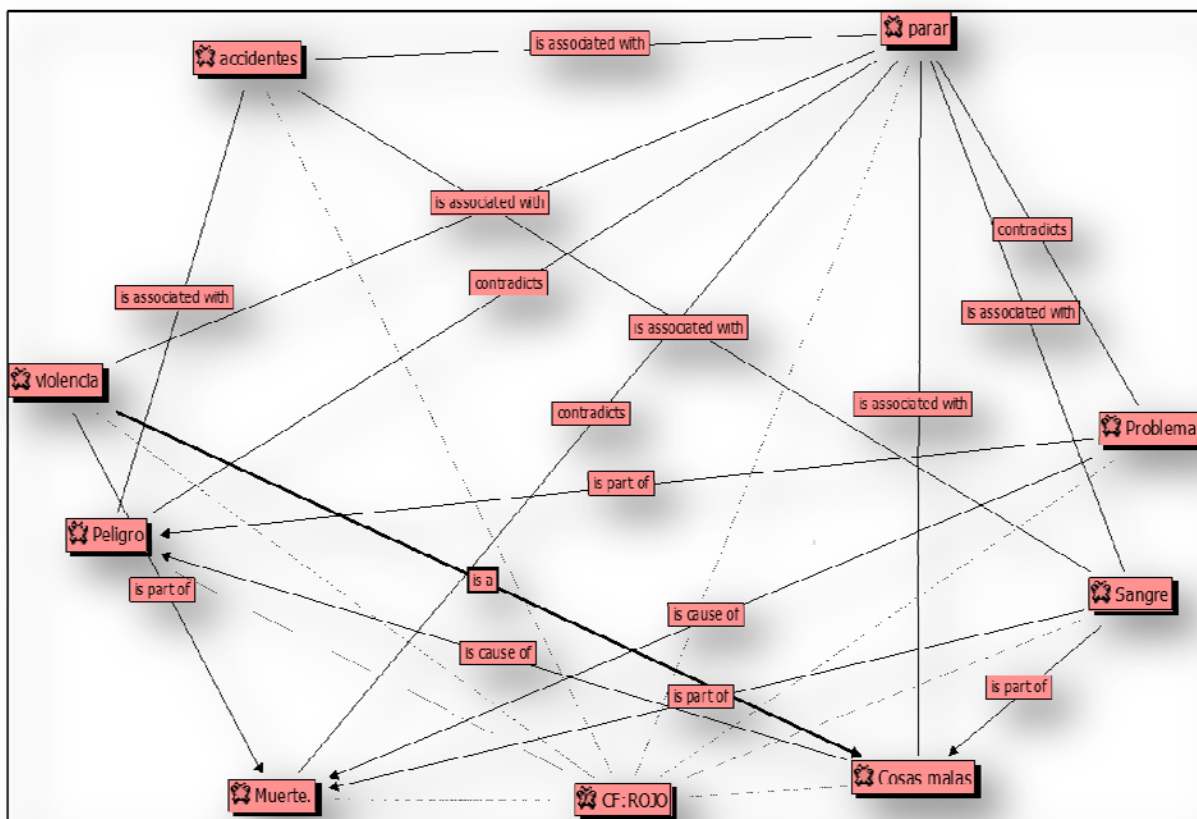 parar
is associated with
accidentes
is associated with
contradicts
contradicts
is associated with
is associated with
is associated with
violencia
contradicts
is associated with
Problema
is part of
Peligro
is a
is part of
Sangre
is cause of
is cause of
is part of
is part of
Cosas malas
Muerte.
CF:ROJO